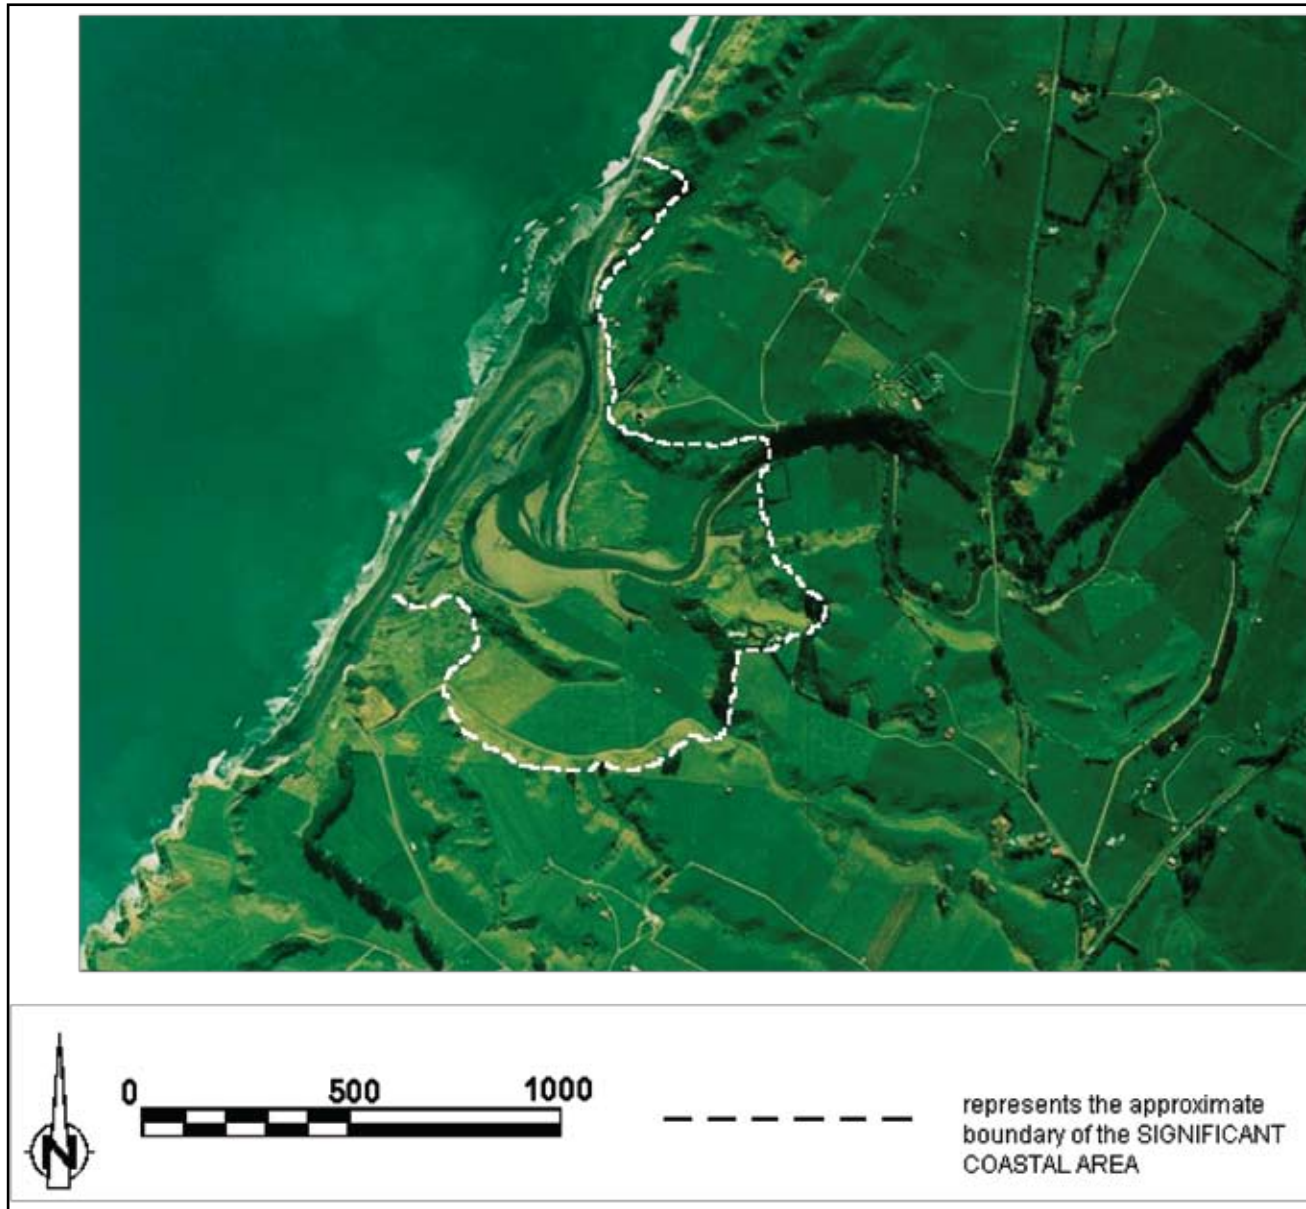 N
0 500 1000
represents the approximate
boundary of the SIGNIFICANT
COASTAL AREA